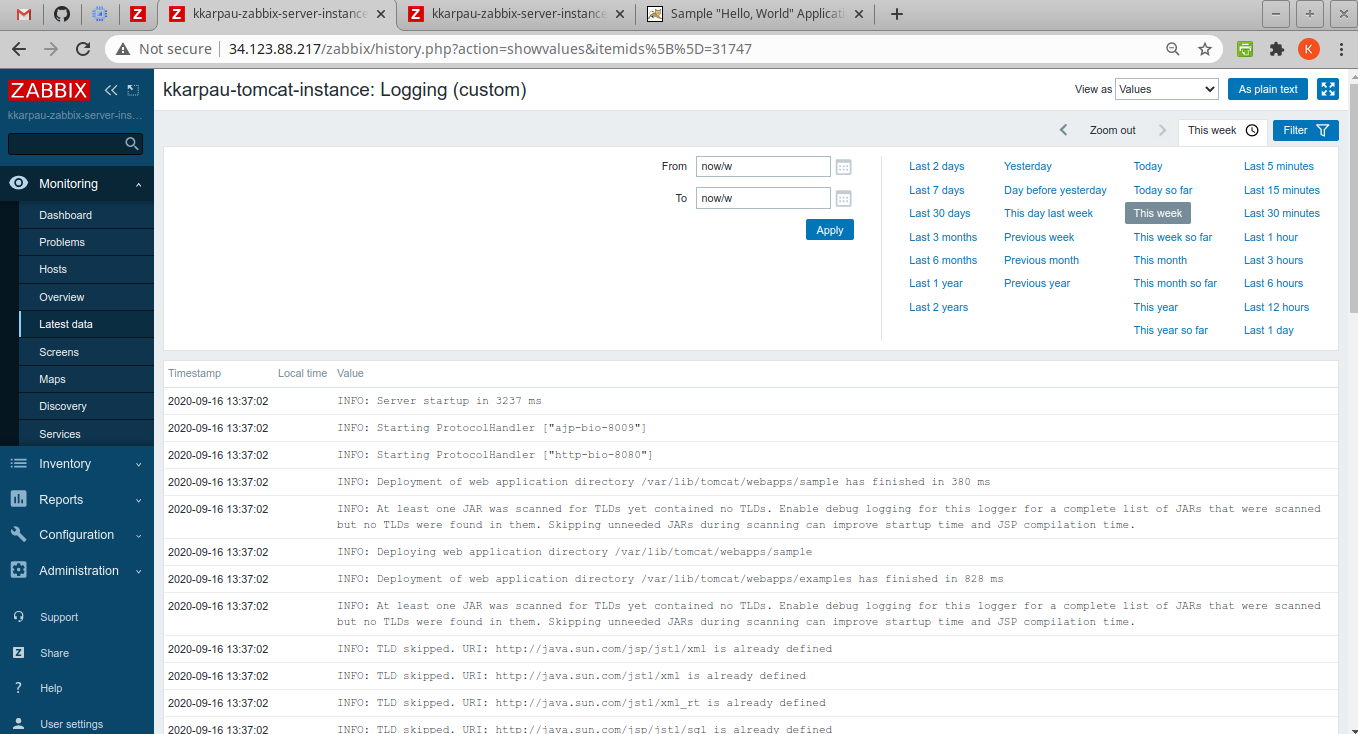 kkarpau-zabbix-server-instance
kkarpau-zabbix-server-instance
Sample "Hello, World" Applicati
Not secure
34.123.88.217/zabbix/history.php?action=showvalues&itemids%5B%5D=31747
K
ZABBIX
kkarpau-zabbix-server-ins...
Monitoring
Dashboard
Problems
Hosts
Overview
Latest data
Screens
Maps
Discovery
Services
Inventory
Reports
Configuration
Administration
Support
Share
Help
User settings
kkarpau-tomcat-instance: Logging (custom)
View as Values As plain text
Zoom out This week Filter
From now/w
To now/w
Apply
Last 2 days Yesterday Today Last 5 minutes
Last 7 days Day before yesterday Today so far Last 15 minutes
Last 30 days This day last week This week Last 30 minutes
Last 3 months Previous week This week so far Last 1 hour
Last 6 months Previous month This month Last 3 hours
Last 1 year Previous year This month so far Last 6 hours
Last 2 years This year Last 12 hours
This year so far Last 1 day
Timestamp Local time Value
2020-09-16 13:37:02 INFO: Server startup in 3237 ms
2020-09-16 13:37:02 INFO: Starting ProtocolHandler ["ajp-bio-8009"]
2020-09-16 13:37:02 INFO: Starting ProtocolHandler ["http-bio-8080"]
2020-09-16 13:37:02 INFO: Deployment of web application directory /var/lib/tomcat/webapps/sample has finished in 380 ms
2020-09-16 13:37:02 INFO: At least one JAR was scanned for TLDs yet contained no TLDs. Enable debug logging for this logger for a complete list of JARs that were scanned
but no TLDs were found in them. Skipping unneeded JARs during scanning can improve startup time and JSP compilation time.
2020-09-16 13:37:02 INFO: Deploying web application directory /var/lib/tomcat/webapps/sample
2020-09-16 13:37:02 INFO: Deployment of web application directory /var/lib/tomcat/webapps/examples has finished in 828 ms
2020-09-16 13:37:02 INFO: At least one JAR was scanned for TLDs yet contained no TLDs. Enable debug logging for this logger for a complete list of JARs that were scanned
but no TLDs were found in them. Skipping unneeded JARs during scanning can improve startup time and JSP compilation time.
2020-09-16 13:37:02 INFO: TLD skipped. URI: http://java.sun.com/jsp/jstl/xml is already defined
2020-09-16 13:37:02 INFO: TLD skipped. URI: http://java.sun.com/jstl/xml is already defined
2020-09-16 13:37:02 INFO: TLD skipped. URI: http://java.sun.com/jstl/xml_rt is already defined
2020-09-16 13:37:02 INFO: TLD skipped. URI: http://java.sun.com/jsp/jstl/sql is already defined